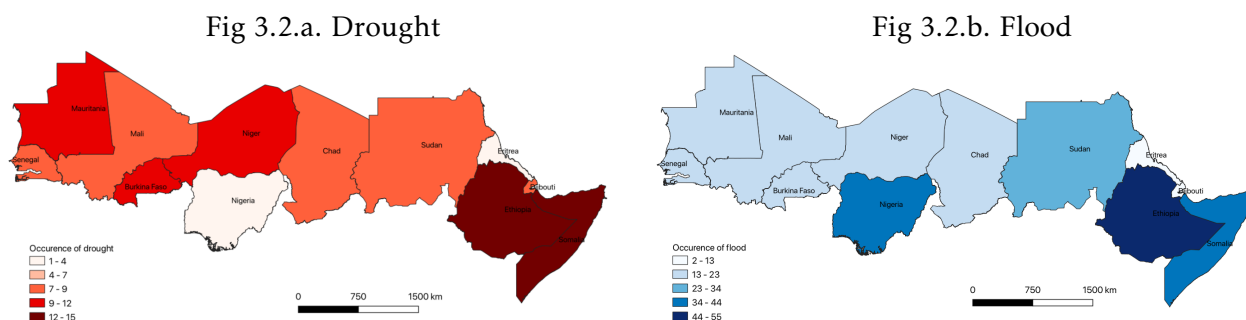 Fig 3.2.a. Drought
Mauritania
Mali
Niger
Senegal
Chad
Sudan
Eritrea
Burkina Faso
Djibouti
Nigeria
Ethiopia
Somalia
Occurence of drought
1 - 4
4 - 7
7 - 9
9 - 12
12 - 15
0 750 1500 km
Fig 3.2.b. Flood
Mauritania
Mali
Niger
Senegal
Chad
Sudan
Eritrea
Burkina Faso
Djibouti
Nigeria
Ethiopia
Somalia
Occurence of flood
2 - 13
13 - 23
23 - 34
34 - 44
44 - 55
0 750 1500 km